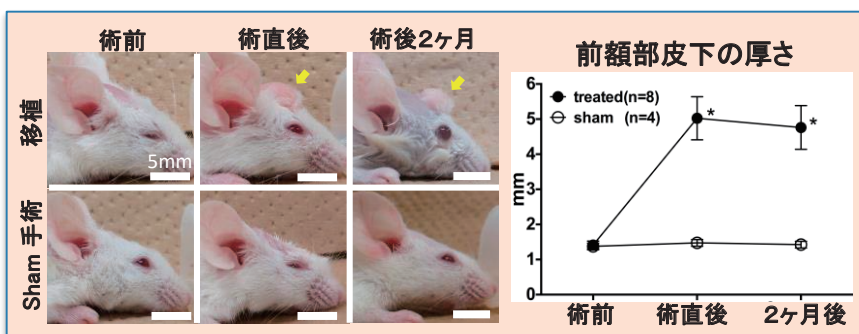 術前
術直後
術後2ヶ月
移植
5mm
Sham 手術
前額部皮下の厚さ
treated(n=8)
sham (n=4)
*
*
mm
6
5
4
3
2
1
0
術前
術直後
2ヶ月後